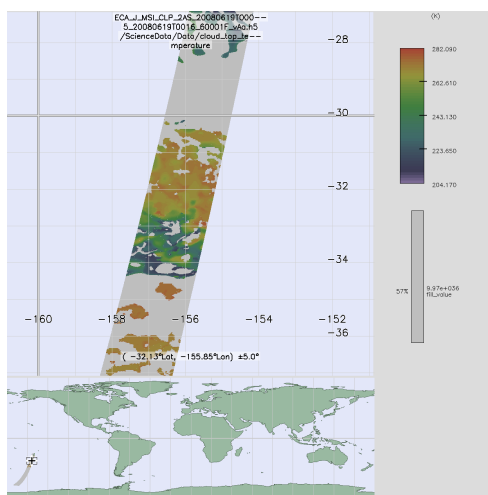 ECA_J_MSI_CLP_2AS_20080619T000--
5_20080619T0016_60001F_vAa.h5
/ScienceData/Data/cloud_top_te--
mperature
(K)
-28
282.090
262.610
-30
243.130
223.650
-32
204.170
-34
57%
9.97e+036
fill_value
-160
-158
-156
-154
-152
-36
( -32.13°Lat, -155.85°Lon) ±5.0°